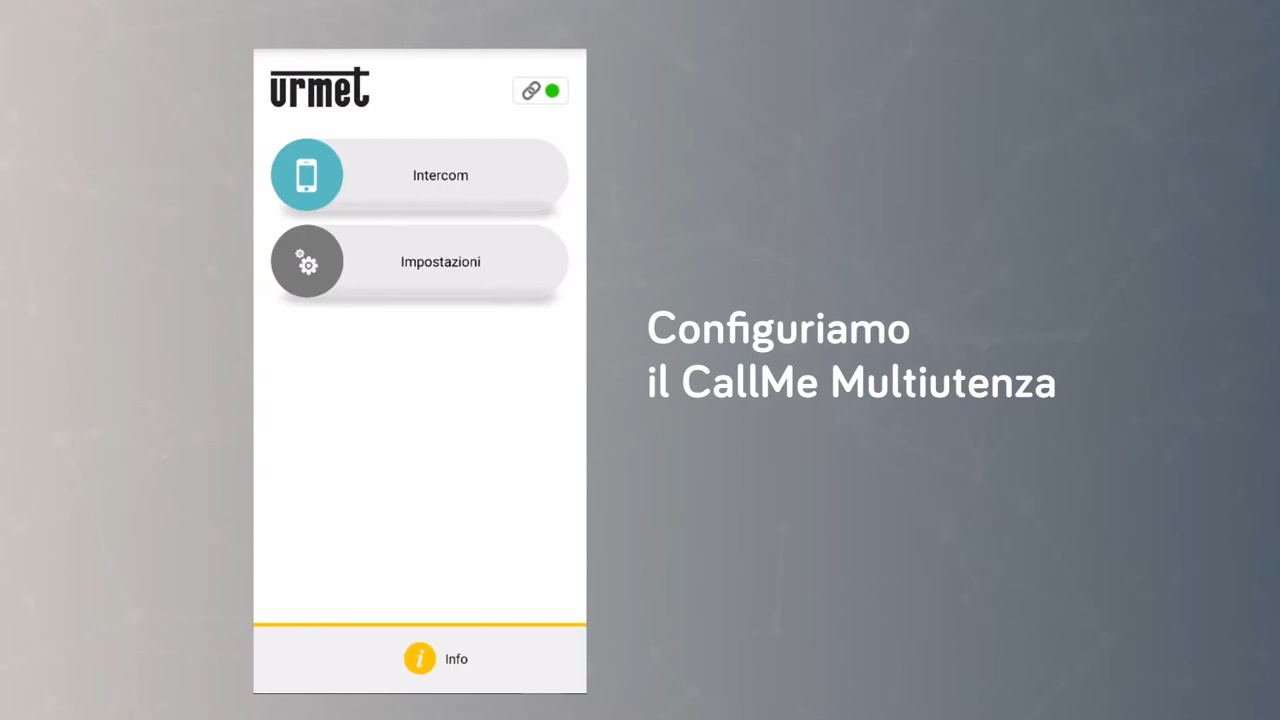 urmet
Intercom
Impostazioni
Configuriamo
il CallMe Multiutenza
i Info